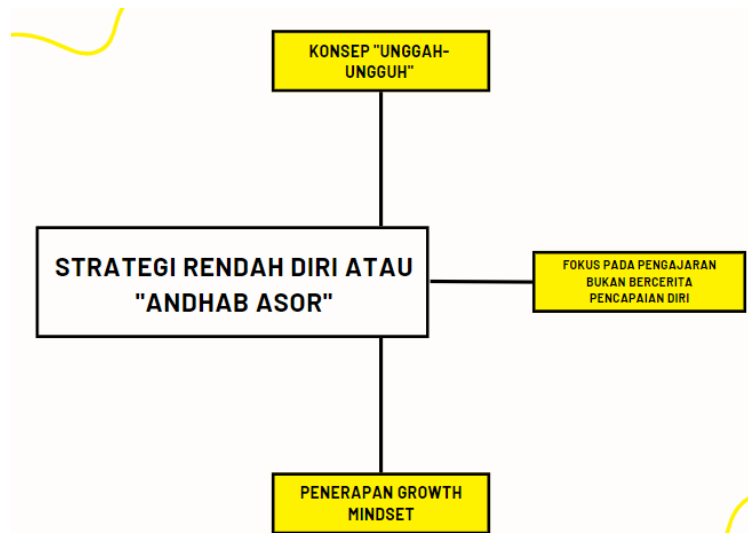 KONSEP "UNGGAH-
UNGGUH"
STRATEGI RENDAH DIRI ATAU
"ANDHAB ASOR"
FOKUS PADA PENGAJARAN
BUKAN BERCERITA
PENCAPAIAN DIRI
PENERAPAN GROWTH
MINDSET